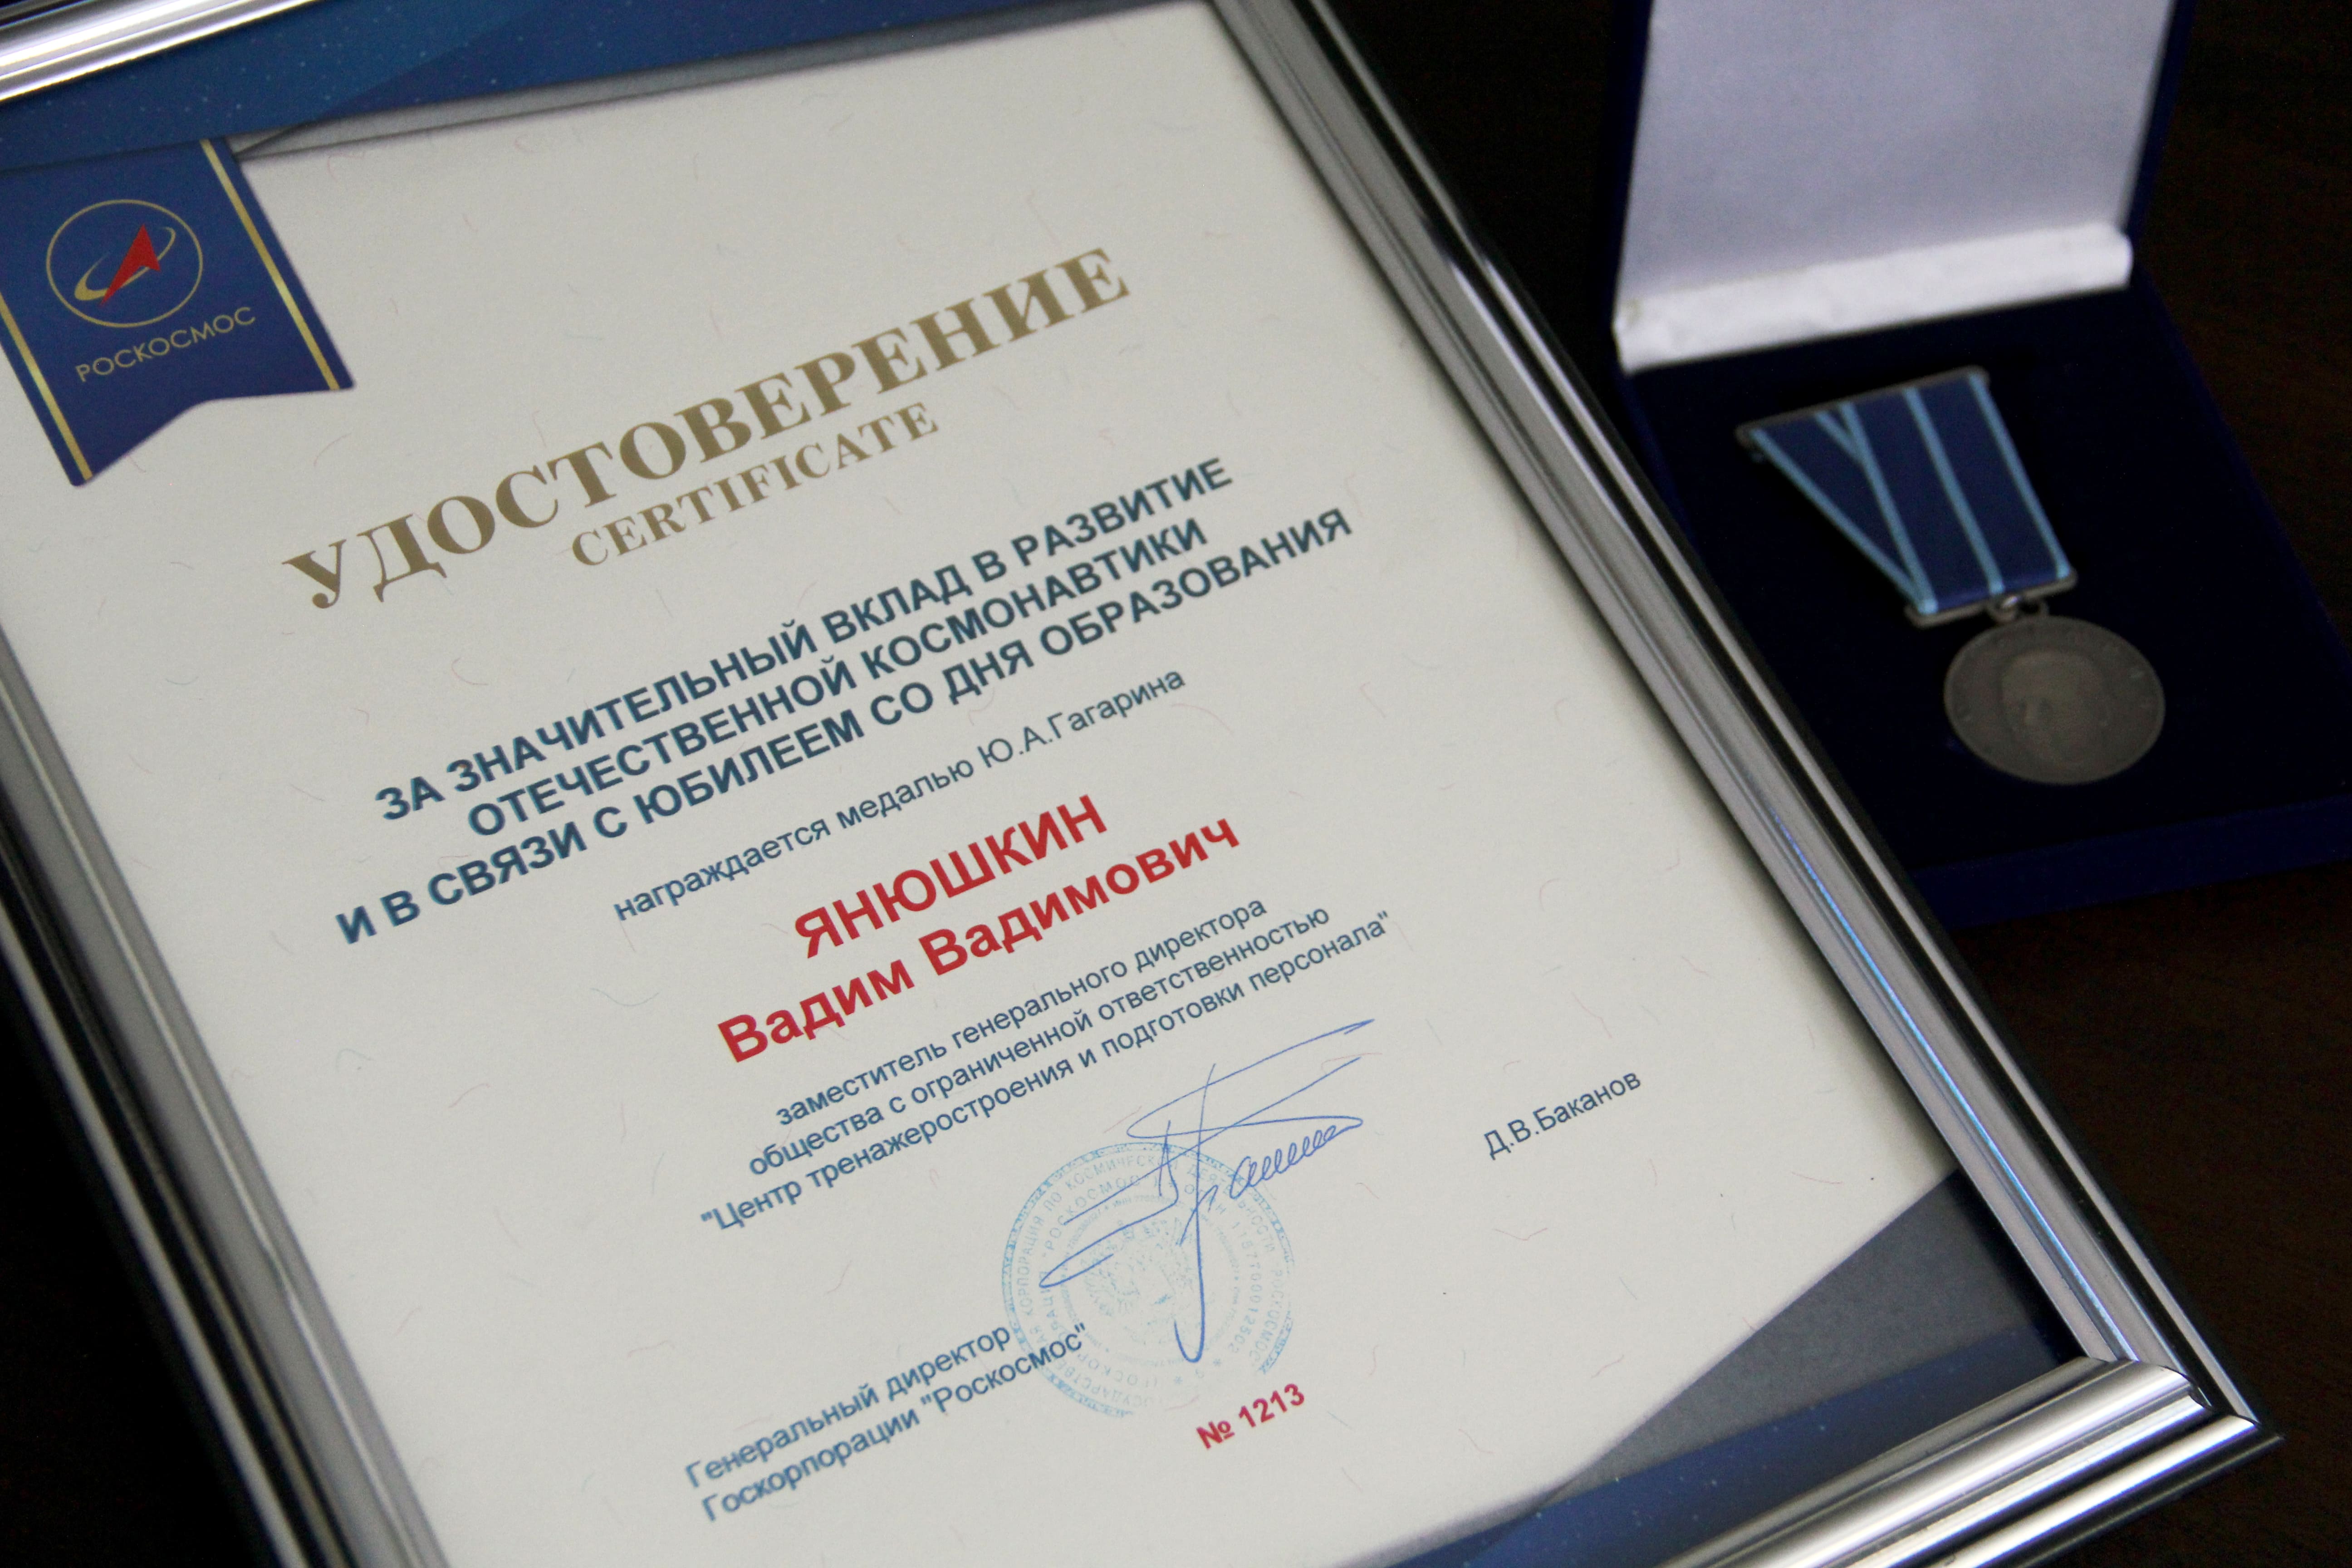 РОСКОСМОС
УДОСТОВЕРЕНИЕ
CERTIFICATE
ЗА ЗНАЧИТЕЛЬНЫЙ ВКЛАД В РАЗВИТИЕ
ОТЕЧЕСТВЕННОЙ КОСМОНАВТИКИ
И В СВЯЗИ С ЮБИЛЕЕМ СО ДНЯ ОБРАЗОВАНИЯ
награждается медалью Ю.А.Гагарина
ЯНЮШКИН
Вадим Вадимович
заместитель генерального директора
общества с ограниченной ответственностью
"Центр тренажеростроения и подготовки персонала"
Генеральный директор
Госкорпорации "Роскосмос"
Д.В.Баканов
№ 1213